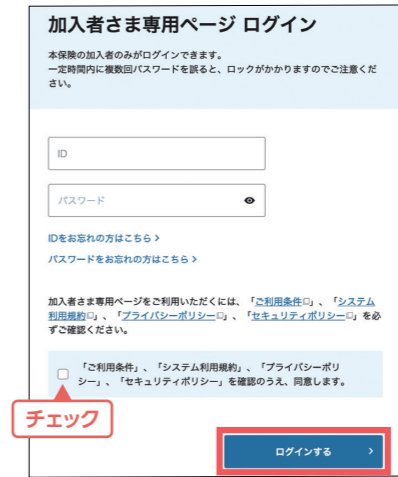 加入者さま専用ページ ログイン
本保険の加入者のみがログインできます。
一定時間内に複数回パスワードを誤ると、ロックがかかりますのでご注意くだ
さい。
ID
パスワード
IDをお忘れの方はこちら >
パスワードをお忘れの方はこちら >
加入者さま専用ページをご利用いただくには、「ご利用条件」、「システム
利用規約」、「プライバシーポリシー」、「セキュリティポリシー」を必
ずご確認ください。
「ご利用条件」、「システム利用規約」、「プライバシーポリ
シー」、「セキュリティポリシー」を確認のうえ、同意します。
チェック
ログインする >